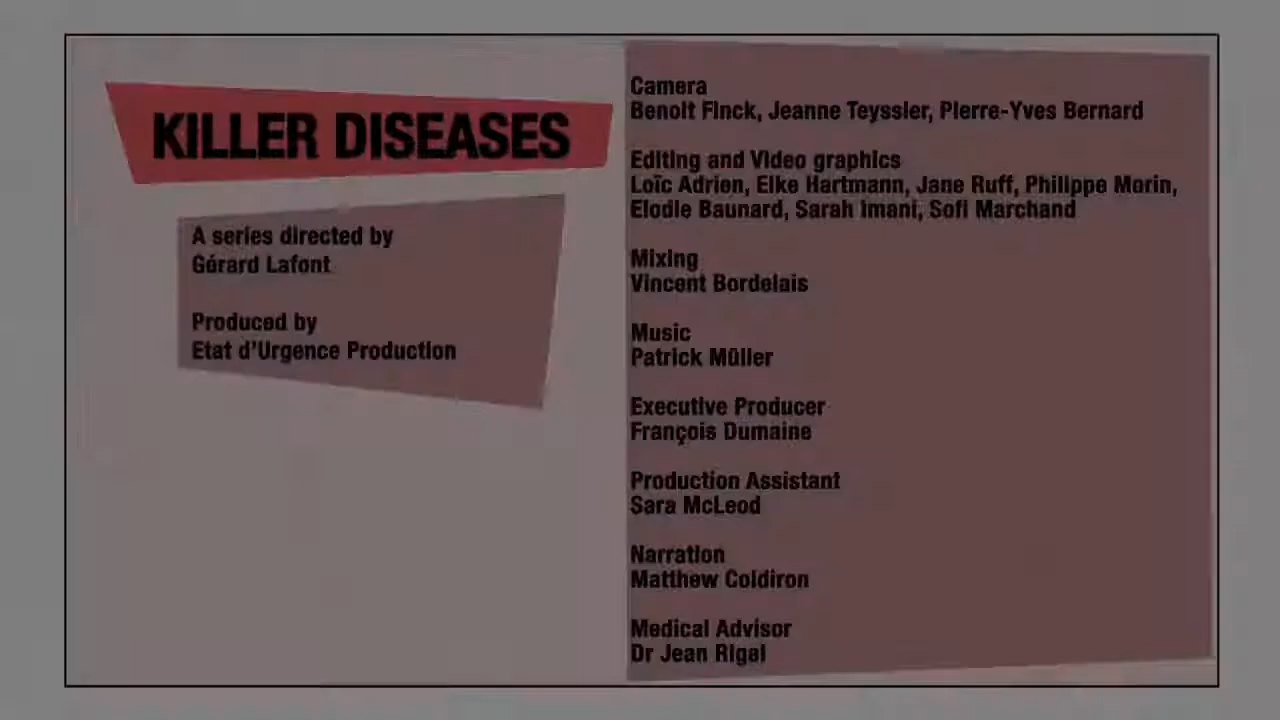 KILLER DISEASES
A series directed by
Gérard Lafont
Produced by
Etat d'Urgence Production
Camera
Benoit Finck, Jeanne Teyssier, Pierre-Yves Bernard
Editing and Video graphics
Loïc Adrien, Elke Hartmann, Jane Ruff, Philippe Morin,
Elodie Baunard, Sarah Imani, Sofi Marchand
Mixing
Vincent Bordelais
Music
Patrick Müller
Executive Producer
François Dumaine
Production Assistant
Sara McLeod
Narration
Matthew Coldiron
Medical Advisor
Dr Jean Rigal